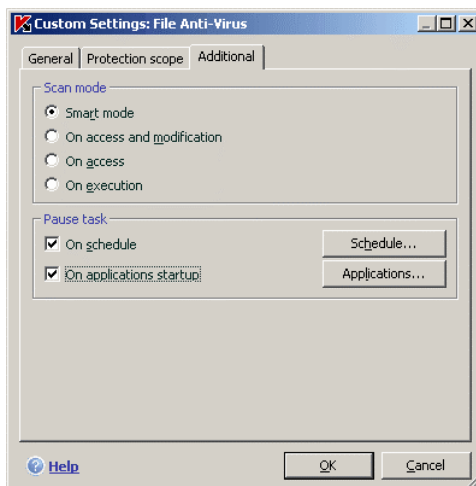 Custom Settings: File Anti-Virus
General Protection scope Additional
Scan mode
Smart mode
On access and modification
On access
On execution
Pause task
On schedule Schedule...
On applications startup Applications...
Help OK Cancel